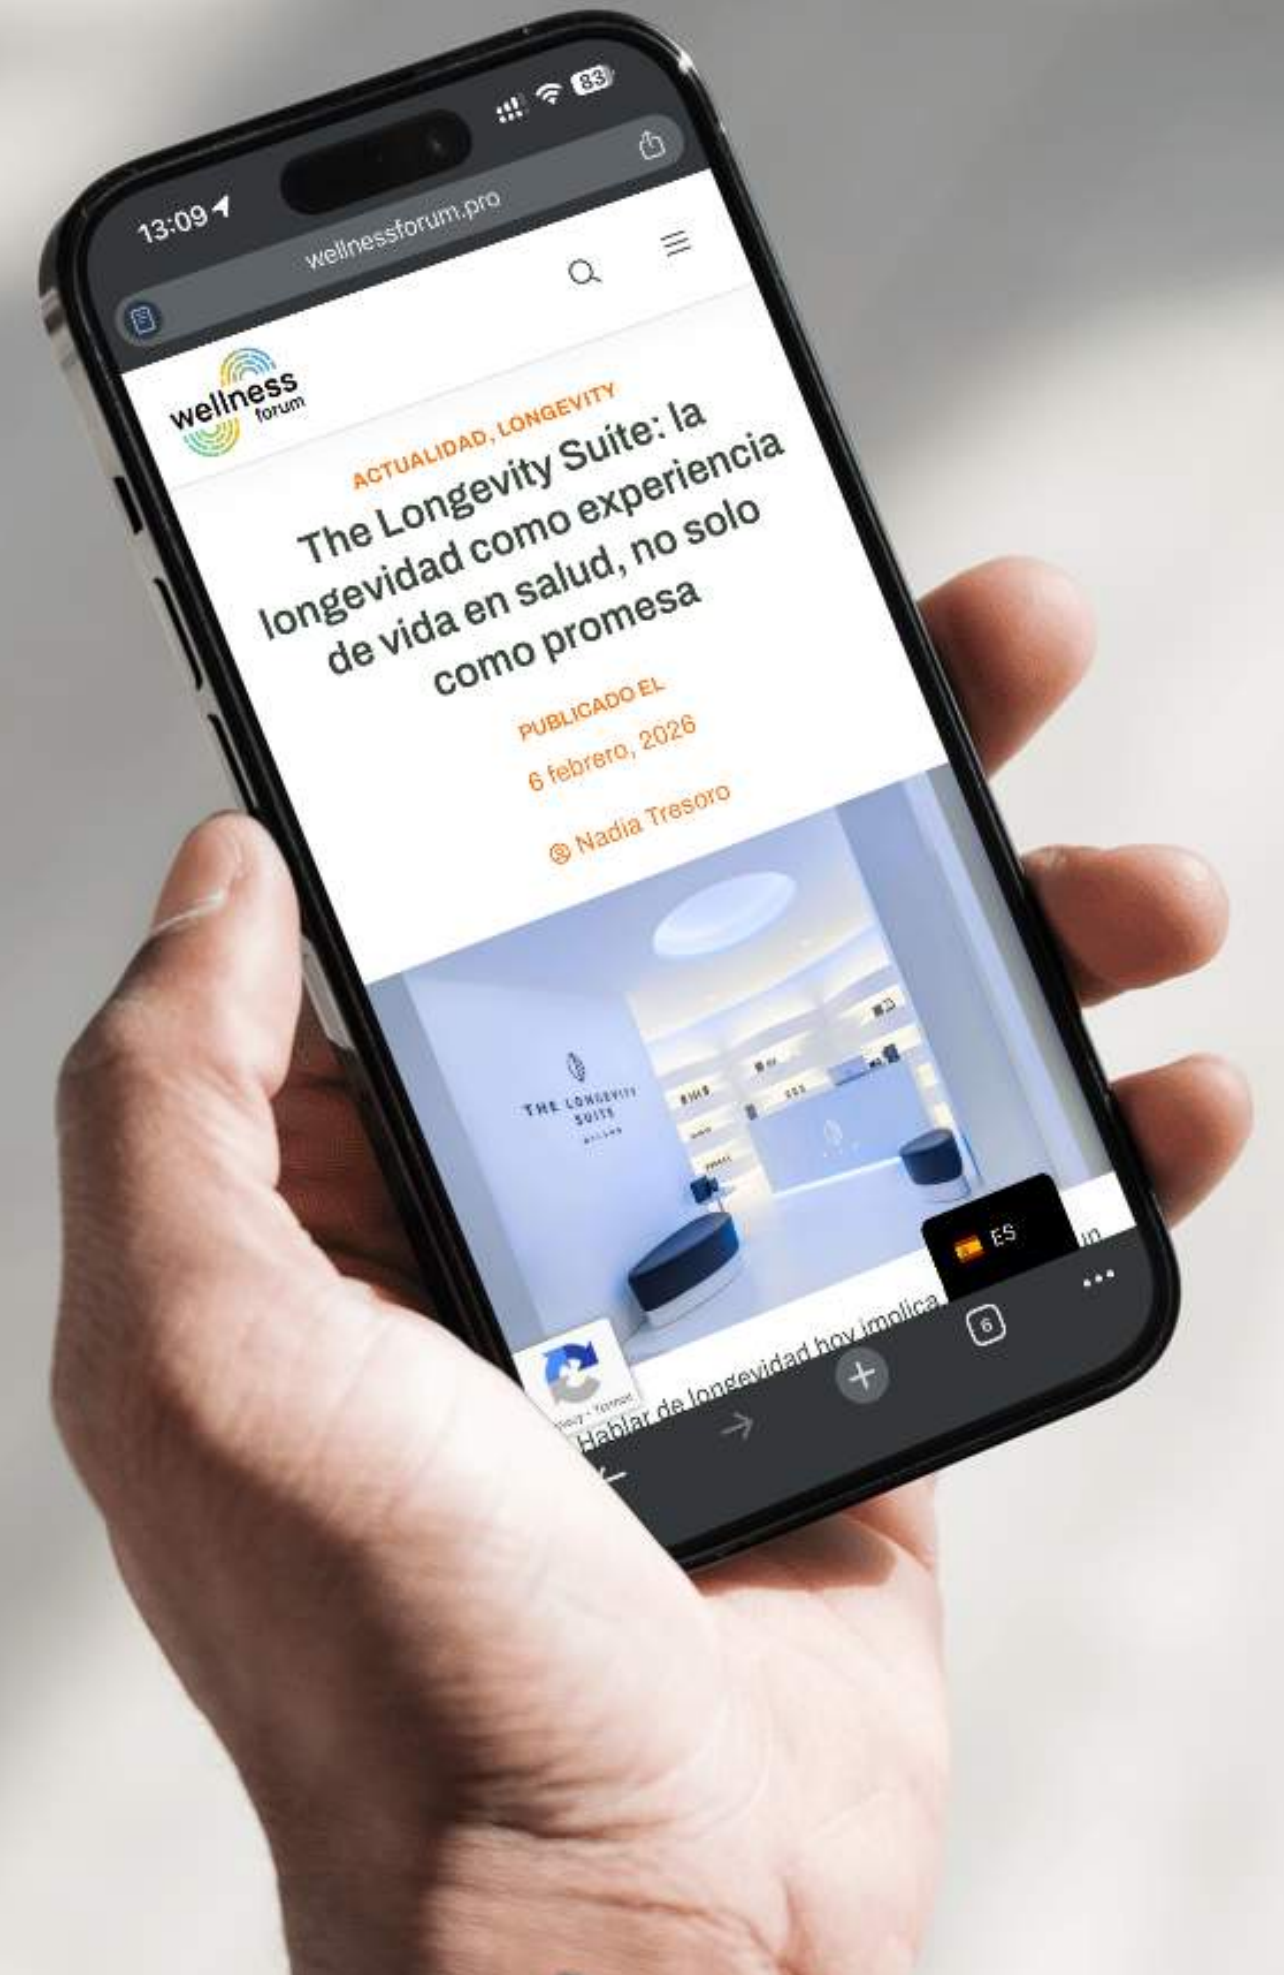 13:09
83
wellnessforum.pro
wellness
forum
ACTUALIDAD, LONGEVITY
The Longevity Suite: la
longevidad como experiencia
de vida en salud, no solo
como promesa
PUBLICADO EL
6 febrero, 2026
Nadia Tresoro
THE LONGEVITY
SUITE
ES
Hablar de longevidad hoy implica
6